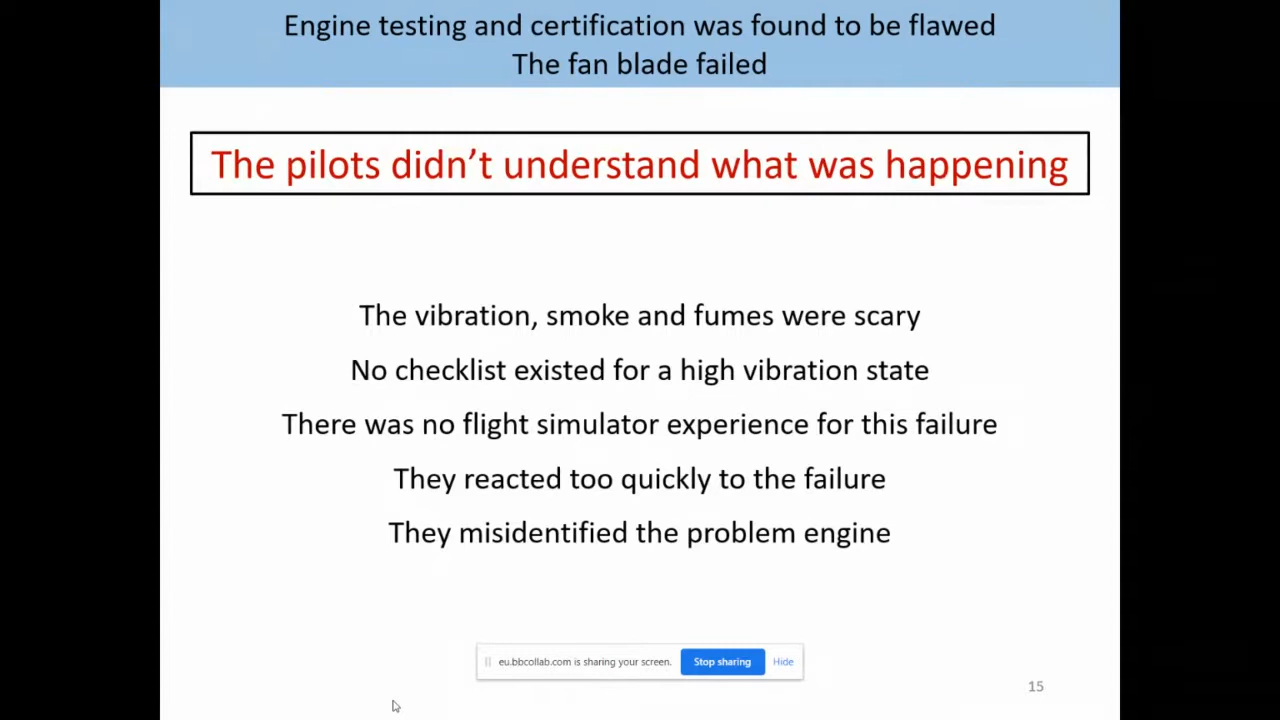 Engine testing and certification was found to be flawed
The fan blade failed
The pilots didn’t understand what was happening
The vibration, smoke and fumes were scary
No checklist existed for a high vibration state
There was no flight simulator experience for this failure
They reacted too quickly to the failure
They misidentified the problem engine
eu.bbcollab.com is sharing your screen. Stop sharing Hide
15